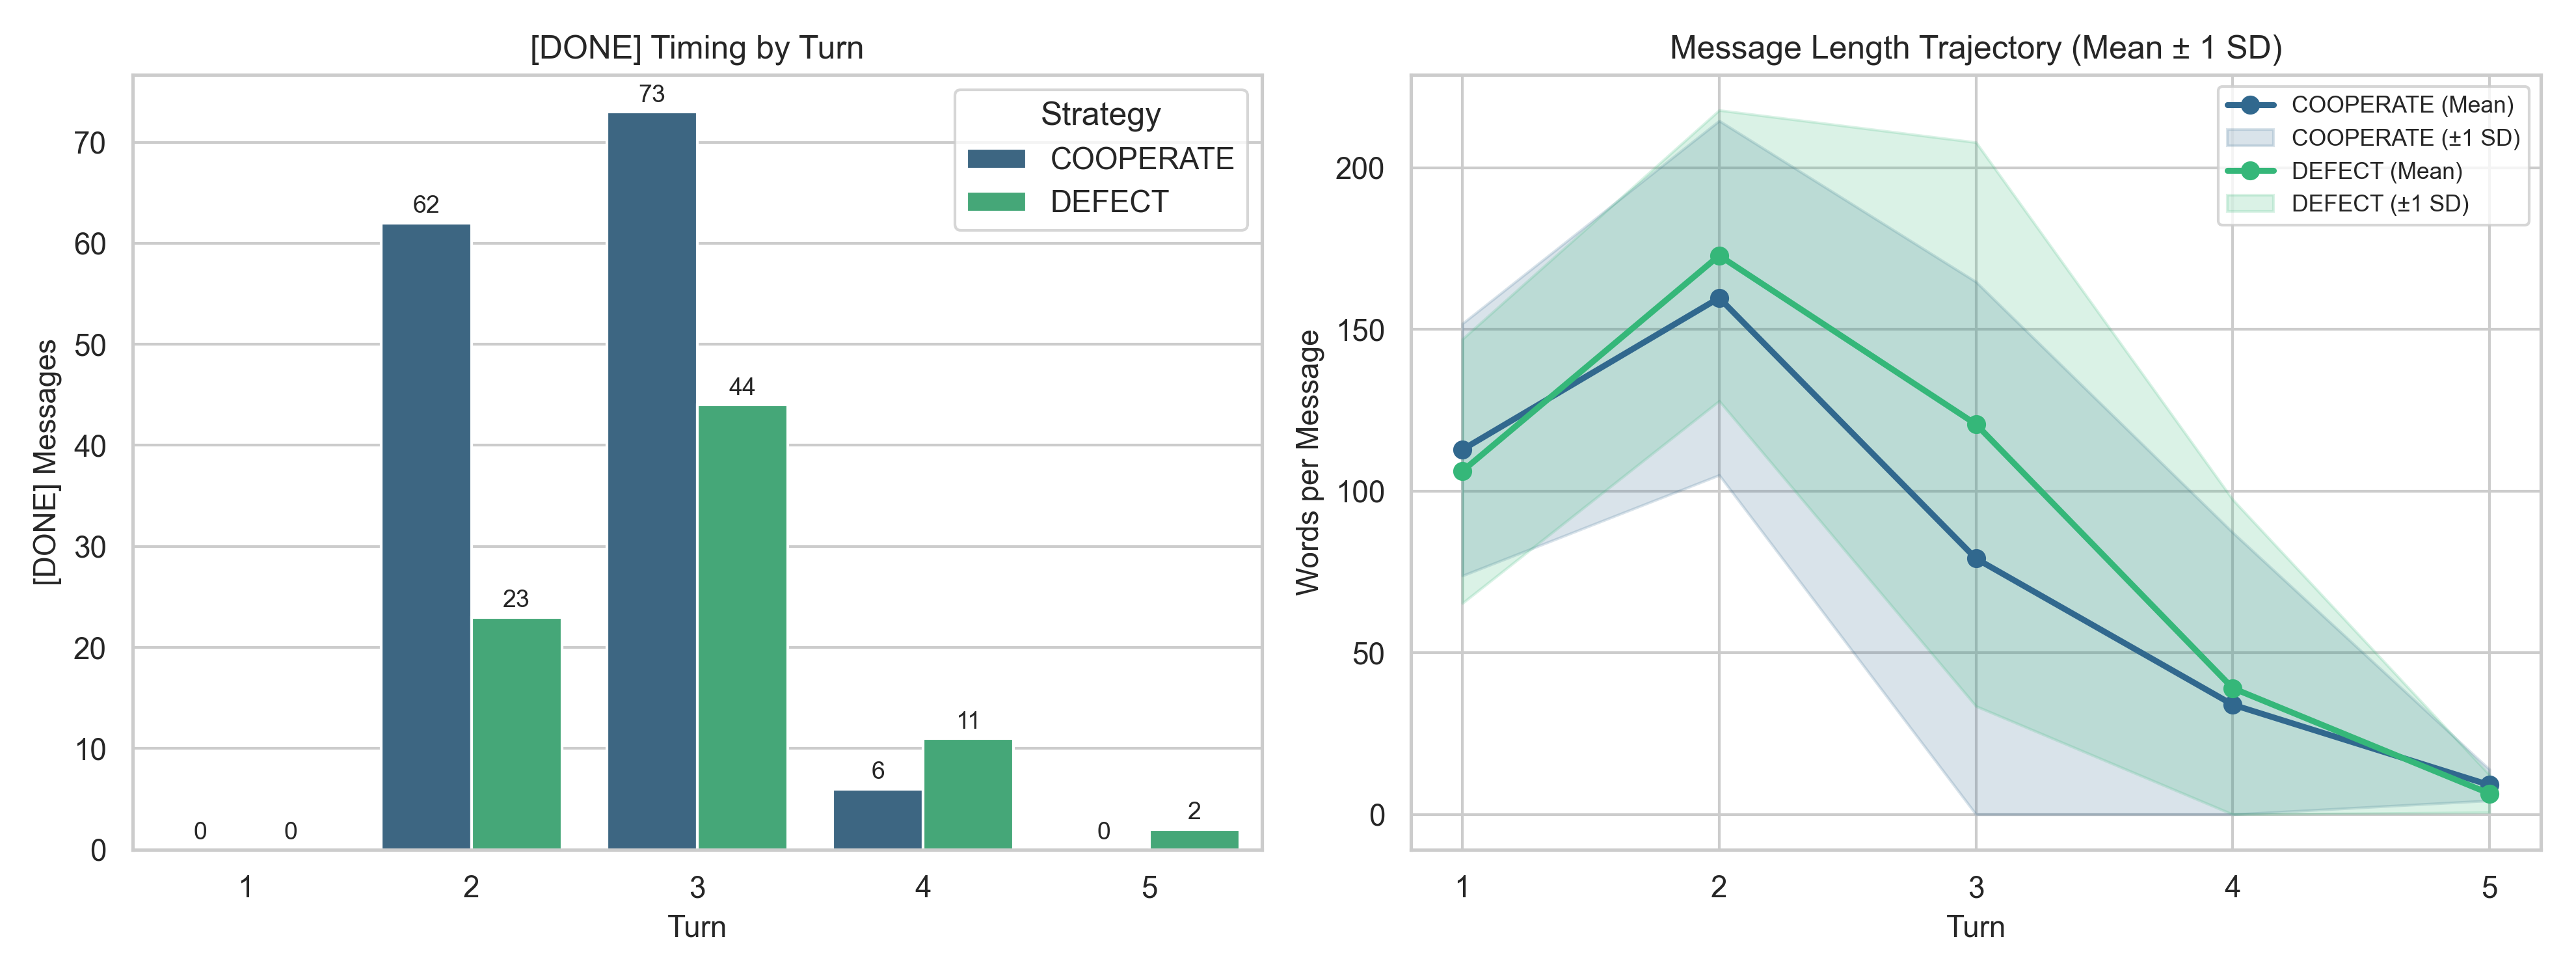 [DONE] Timing by Turn
[DONE] Messages
70
60
50
40
30
20
10
0
0
0
62
23
73
44
6
11
0
2
Strategy
COOPERATE
DEFECT
1
2
3
4
5
Turn
Message Length Trajectory (Mean ± 1 SD)
Words per Message
200
150
100
50
0
COOPERATE (Mean)
COOPERATE (±1 SD)
DEFECT (Mean)
DEFECT (±1 SD)
1
2
3
4
5
Turn